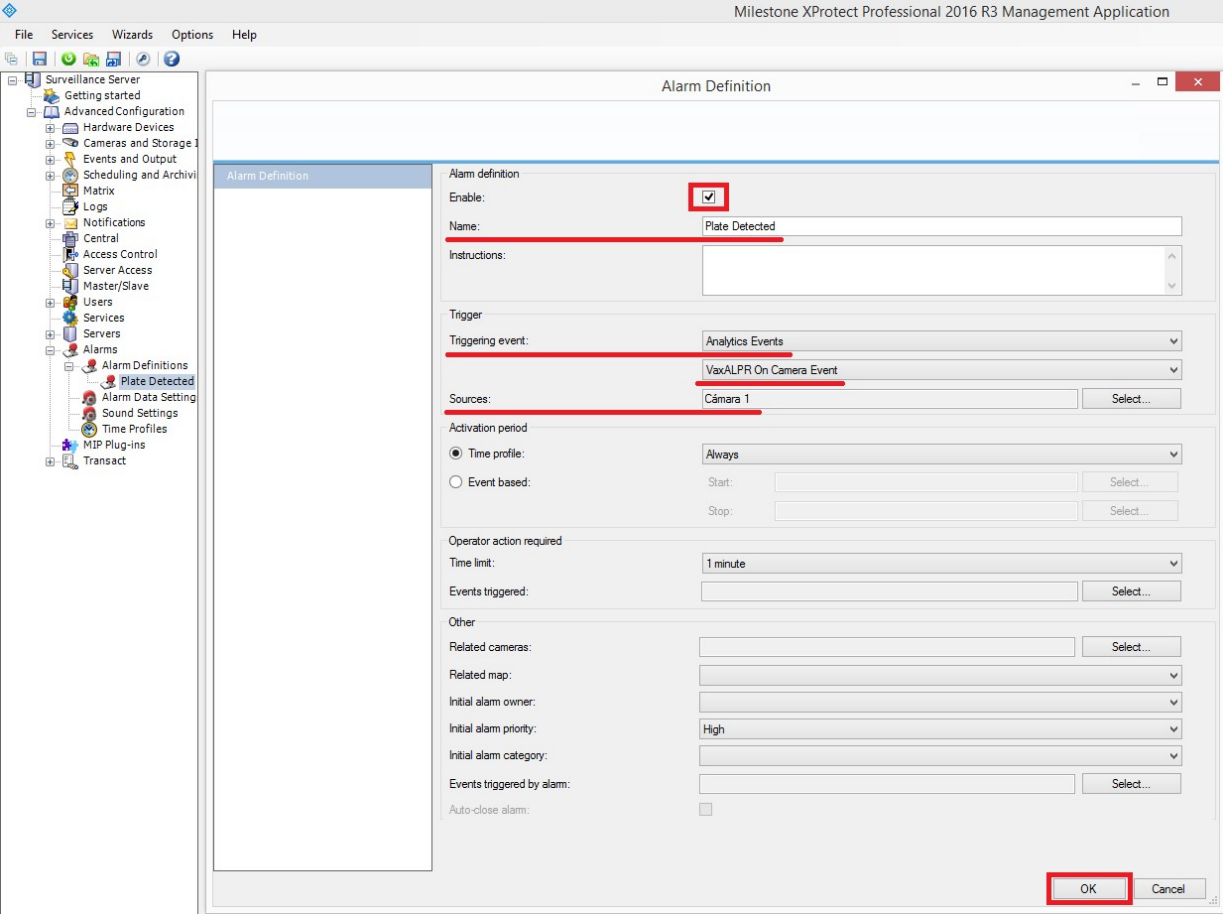 Milestone XProtect Professional 2016 R3 Management Application
File Services Wizards Options Help
Surveillance Server
Getting started
Advanced Configuration
Hardware Devices
Cameras and Storage I
Events and Output
Scheduling and Archivi
Matrix
Logs
Notifications
Central
Access Control
Server Access
Master/Slave
Users
Services
Servers
Alarms
Alarm Definitions
Plate Detected
Alarm Data Setting
Sound Settings
Time Profiles
MIP Plug-ins
Transact
Alarm Definition
Alarm Definition
Alarm definition
Enable:
Name: Plate Detected
Instructions:
Trigger
Triggering event: Analytics Events
VaxALPR On Camera Event
Sources: Cámara 1 Select...
Activation period
Time profile: Always
Event based: Start: Select...
Stop: Select...
Operator action required
Time limit: 1 minute
Events triggered: Select...
Other
Related cameras: Select...
Related map:
Initial alarm owner:
Initial alarm priority: High
Initial alarm category:
Events triggered by alarm: Select...
Auto-close alarm:
OK Cancel